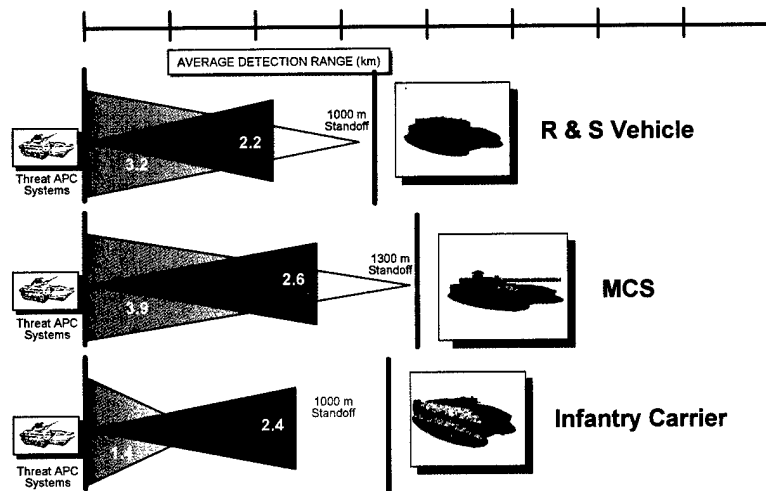 AVERAGE DETECTION RANGE (km)
1000 m
Standoff
R & S Vehicle
2.2
3.2
Threat APC
Systems
1300 m
Standoff
MCS
2.6
3.9
Threat APC
Systems
1000 m
Standoff
Infantry Carrier
2.4
Threat APC
Systems